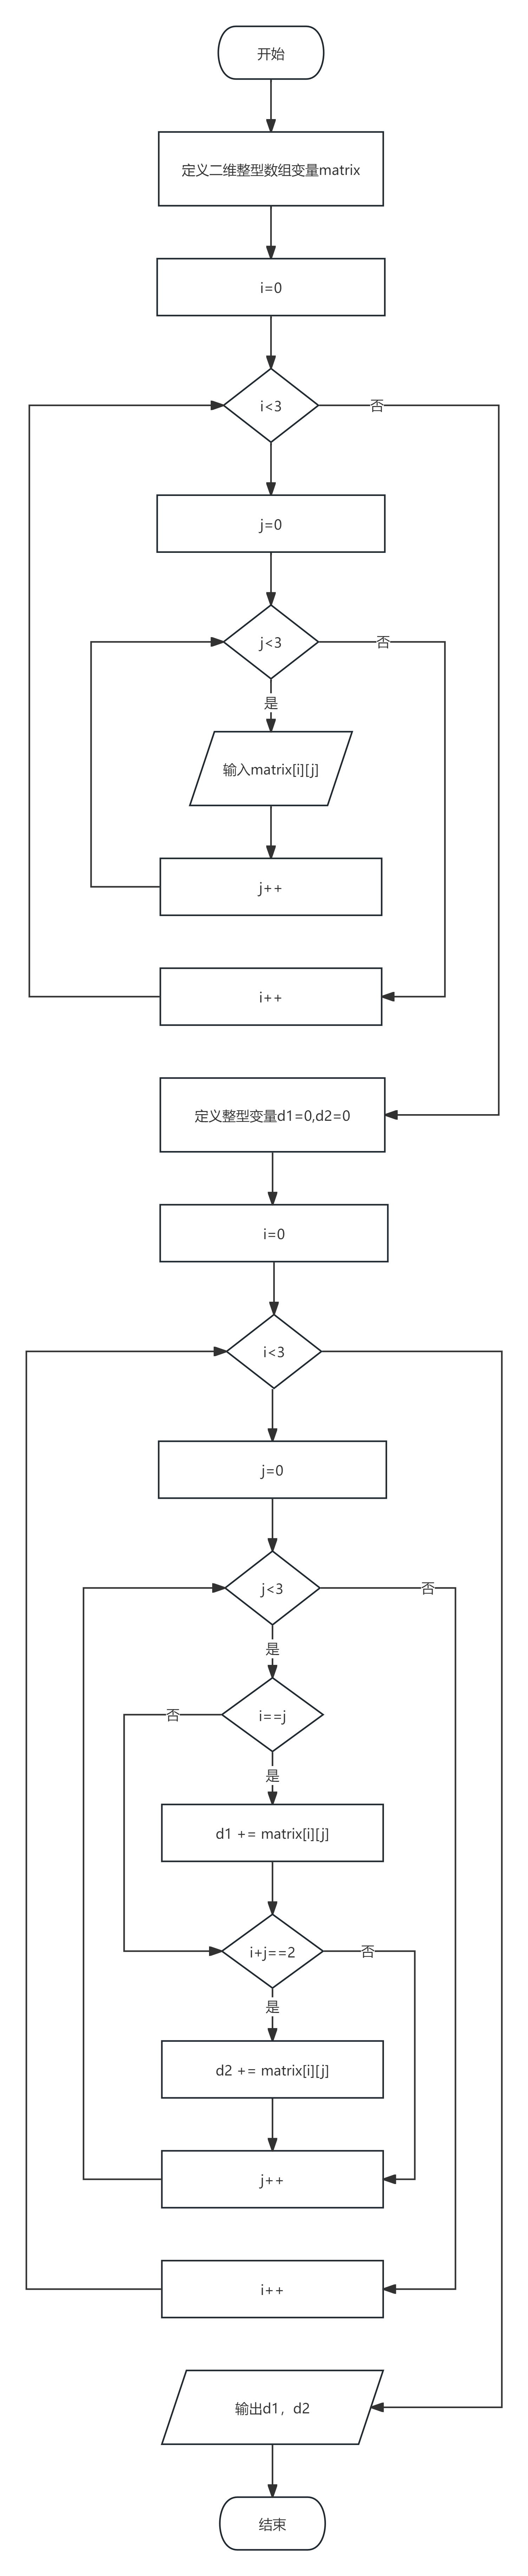 开始
定义二维整型数组变量matrix
i=0
i<3
否
j=0
j<3
否
是
输入matrix[i][j]
j++
i++
定义整型变量d1=0,d2=0
i=0
i<3
j=0
j<3
否
是
i==j
否
是
d1 += matrix[i][j]
i+j==2
否
是
d2 += matrix[i][j]
j++
i++
输出d1，d2
结束